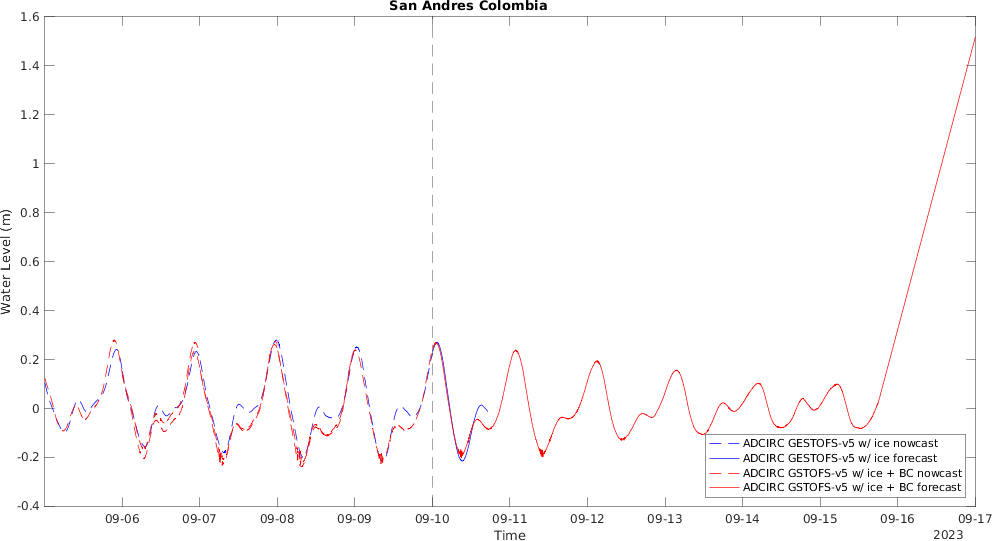 San Andres Colombia
1.6
1.4
1.2
1
0.8
0.6
0.4
0.2
0
-0.2
-0.4
Water Level (m)
ADCIRC GESTOFS-v5 w/ ice nowcast
ADCIRC GESTOFS-v5 w/ ice forecast
ADCIRC GSTOFS-v5 w/ ice + BC nowcast
ADCIRC GSTOFS-v5 w/ ice + BC forecast
09-06 09-07 09-08 09-09 09-10 09-11 09-12 09-13 09-14 09-15 09-16 09-17
Time 2023